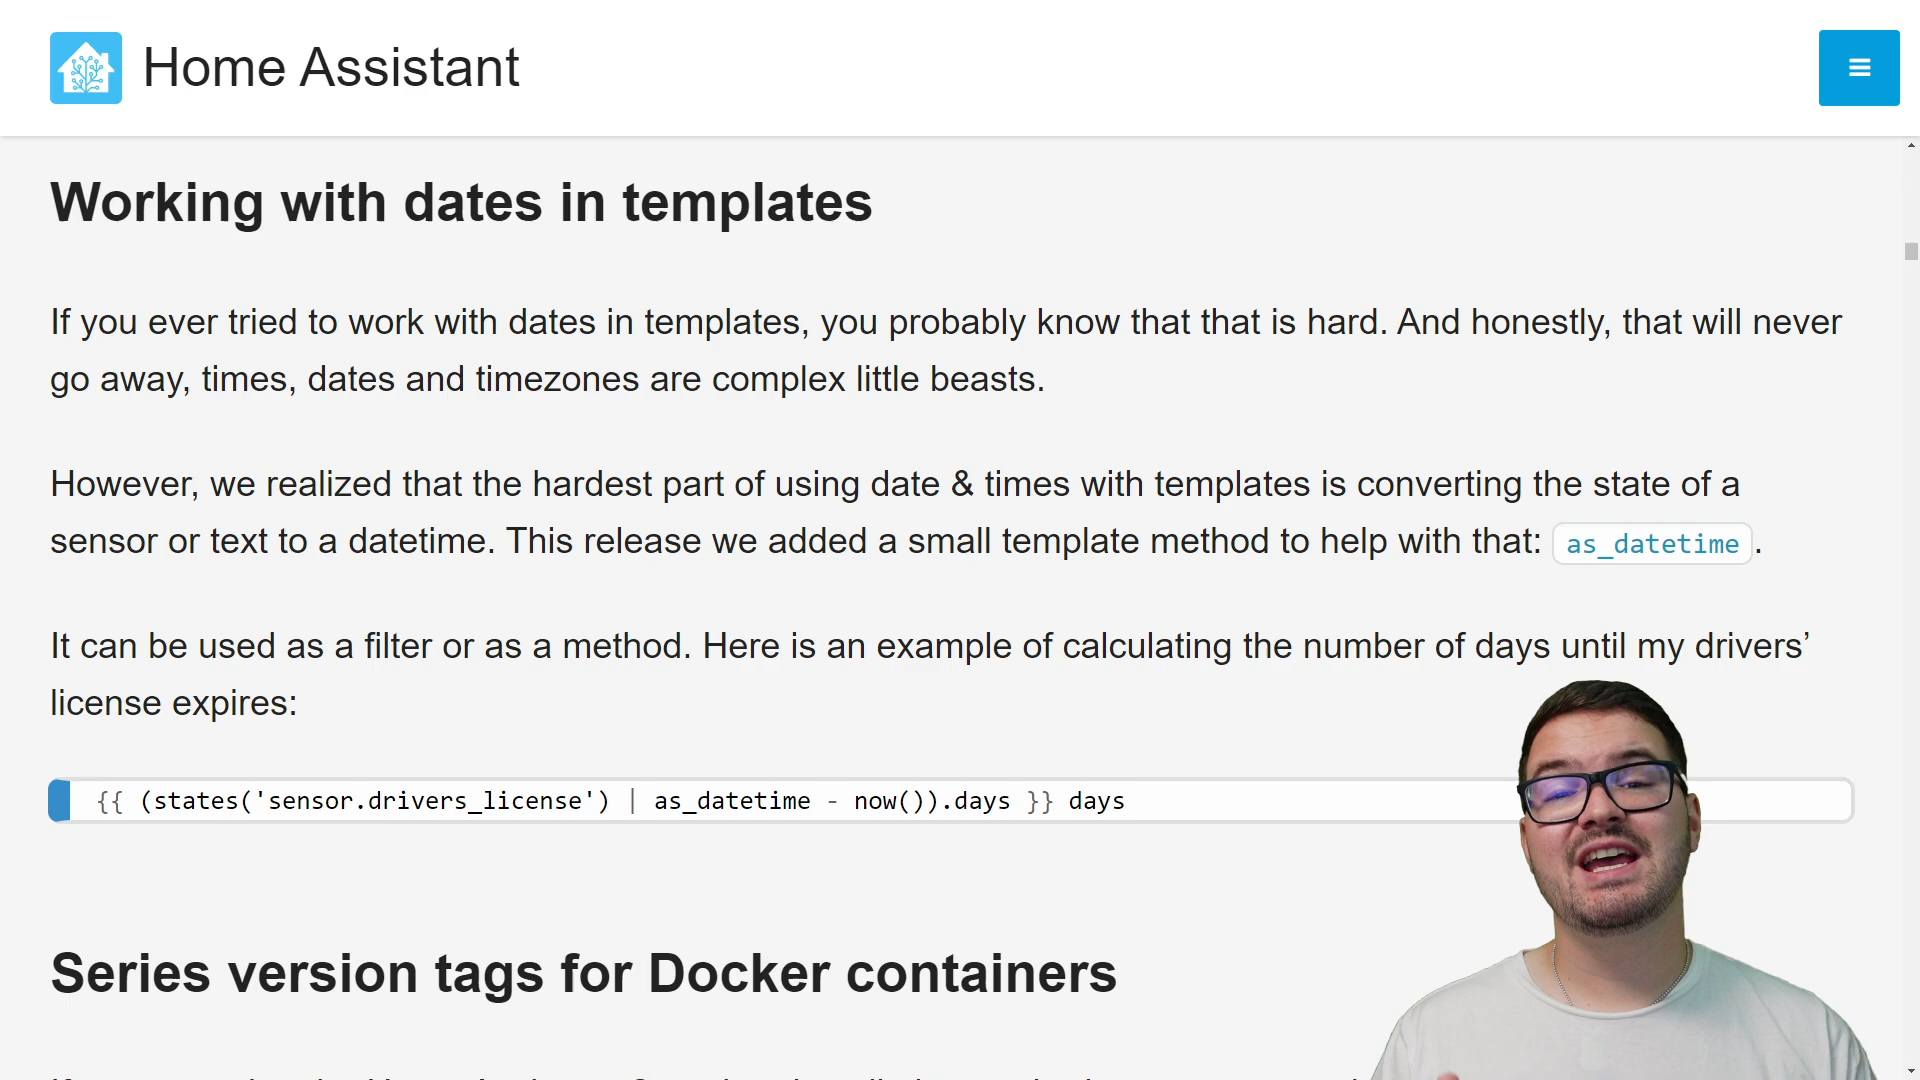 Home Assistant
Working with dates in templates
If you ever tried to work with dates in templates, you probably know that that is hard. And honestly, that will never
go away, times, dates and timezones are complex little beasts.
However, we realized that the hardest part of using date & times with templates is converting the state of a
sensor or text to a datetime. This release we added a small template method to help with that: as_datetime.
It can be used as a filter or as a method. Here is an example of calculating the number of days until my drivers’
license expires:
{{ (states('sensor.drivers_license') | as_datetime - now()).days }} days
Series version tags for Docker containers